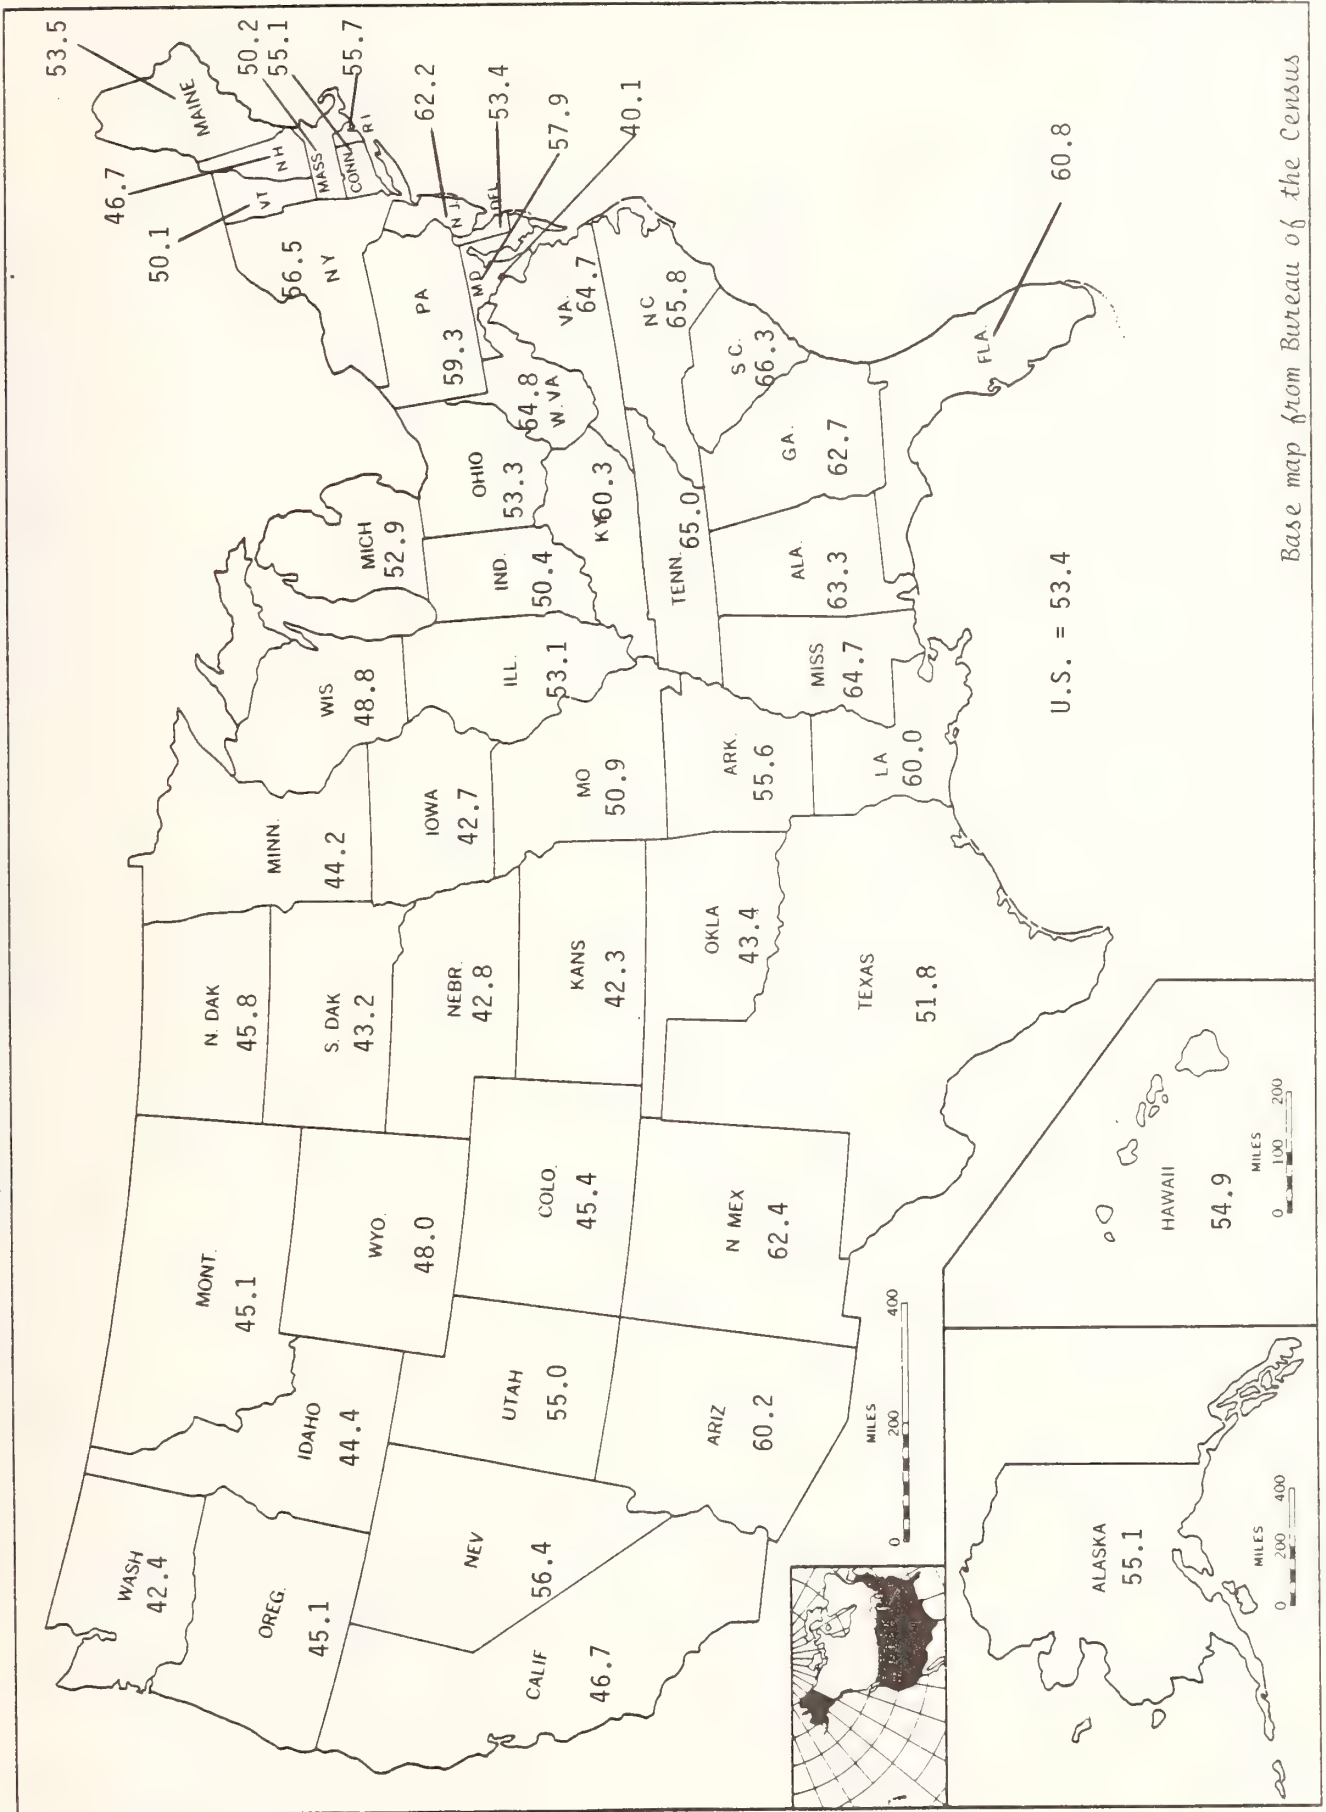 53.5
50.2
55.1
55.7
46.7
50.1
62.2
53.4
57.9
40.1
60.8
MAINE
N H
VT
MASS
CONN
R I
56.5
N Y
N J
DEL
PA
59.3
MD
WASH
42.4
OREG.
45.1
CALIF
46.7
NEV
56.4
IDAHO
44.4
MONT.
45.1
WYO.
48.0
UTAH
55.0
ARIZ
60.2
COLO.
45.4
N MEX
62.4
N. DAK
45.8
S. DAK
43.2
NEBR.
42.8
KANS
42.3
OKLA
43.4
TEXAS
51.8
MINN.
44.2
IOWA
42.7
MO
50.9
ARK.
55.6
LA
60.0
WIS
48.8
ILL.
53.1
MICH
52.9
IND.
50.4
OHIO
53.3
KY
60.3
TENN.
65.0
MISS
64.7
ALA.
63.3
GA.
62.7
FLA.
64.8
W.VA
VA.
64.7
N C
65.8
S C.
66.3
U.S. = 53.4
MILES
0 200 400
ALASKA
55.1
MILES
0 200 400
HAWAII
54.9
MILES
0 100 200
Base map from Bureau of the Census